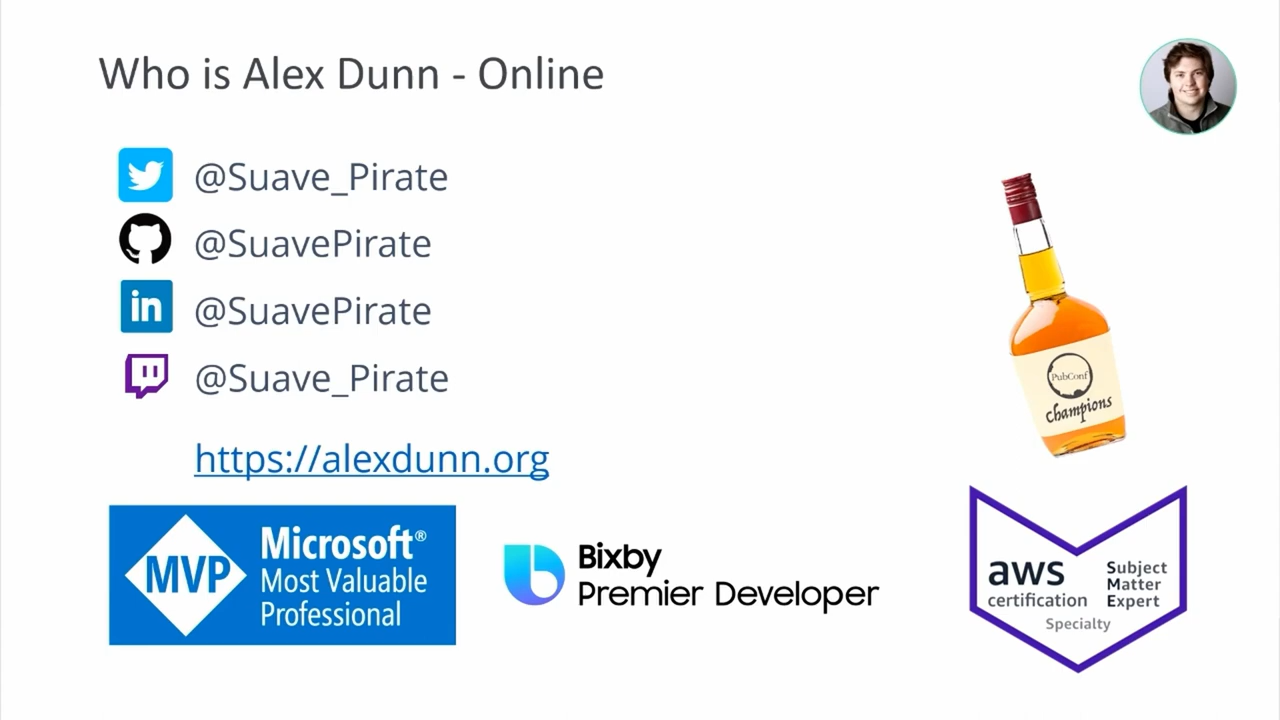 Who is Alex Dunn - Online
@Suave_Pirate
@SuavePirate
in @SuavePirate
@Suave_Pirate
https://alexdunn.org
PubConf
champions
MVP
Microsoft®
Most Valuable
Professional
Bixby
Premier Developer
aws
certification
Subject
Matter
Expert
Specialty